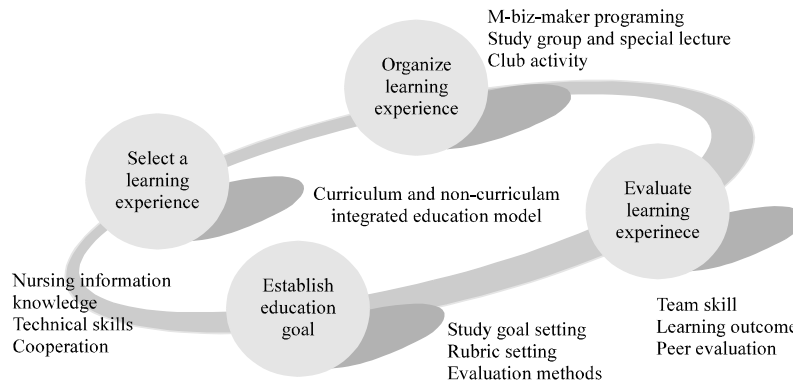 M-biz-maker programing
Study group and special lecture
Club activity
Organize
learning
experience
Select a
learning
experience
Curriculum and non-curriculam
integrated education model
Evaluate
learning
experinece
Nursing information
knowledge
Technical skills
Cooperation
Establish
education
goal
Study goal setting
Rubric setting
Evaluation methods
Team skill
Learning outcome
Peer evaluation